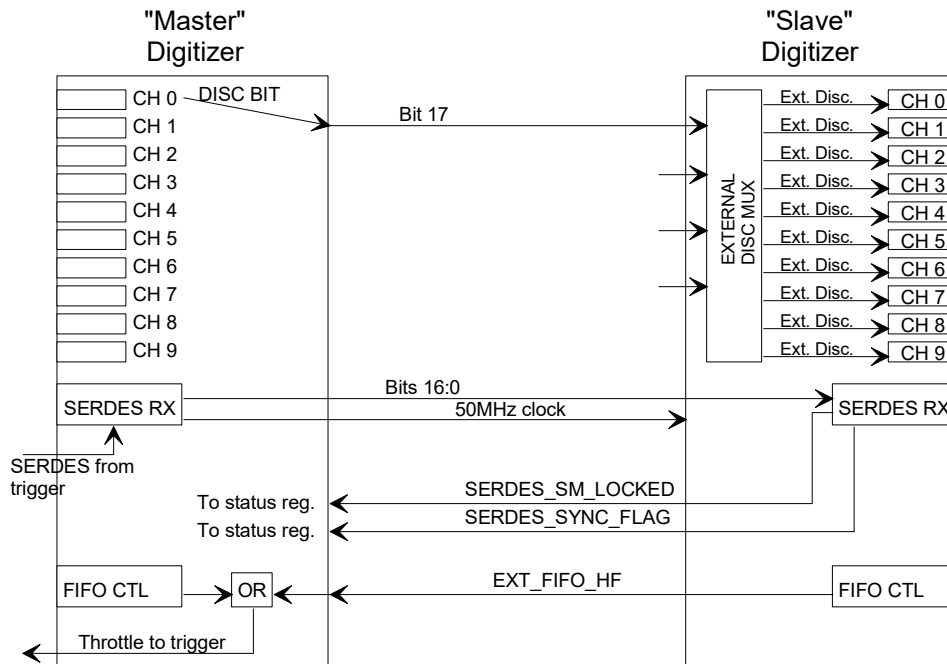 "Master"
Digitizer
"Slave"
Digitizer
CH 0
DISC BIT
CH 1
CH 2
CH 3
CH 4
CH 5
CH 6
CH 7
CH 8
CH 9
Bit 17
EXTERNAL
DISC MUX
Ext. Disc.
CH 0
Ext. Disc.
CH 1
Ext. Disc.
CH 2
Ext. Disc.
CH 3
Ext. Disc.
CH 4
Ext. Disc.
CH 5
Ext. Disc.
CH 6
Ext. Disc.
CH 7
Ext. Disc.
CH 8
Ext. Disc.
CH 9
SERDES RX
Bits 16:0
50MHz clock
SERDES RX
SERDES from
trigger
To status reg.
SERDES_SM_LOCKED
To status reg.
SERDES_SYNC_FLAG
FIFO CTL
OR
EXT_FIFO_HF
FIFO CTL
Throttle to trigger